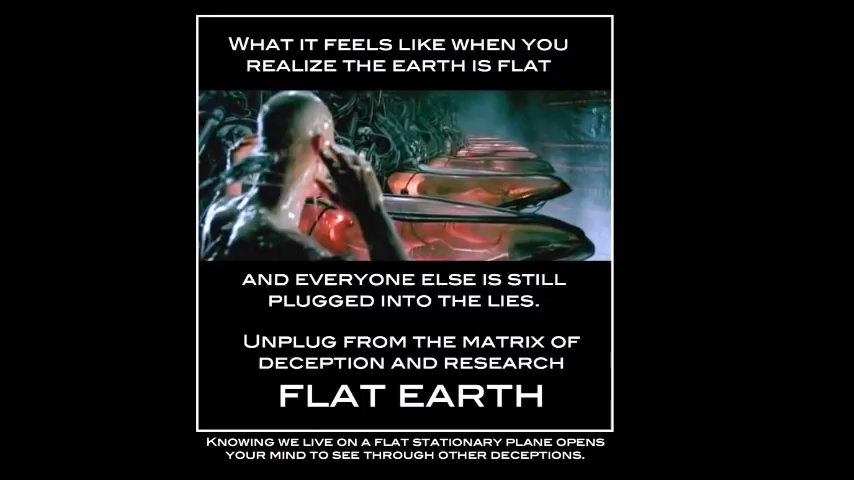 What it feels like when you
realize the earth is flat
and everyone else is still
plugged into the lies.
Unplug from the matrix of
deception and research
FLAT EARTH
Knowing we live on a flat stationary plane opens
your mind to see through other deceptions.